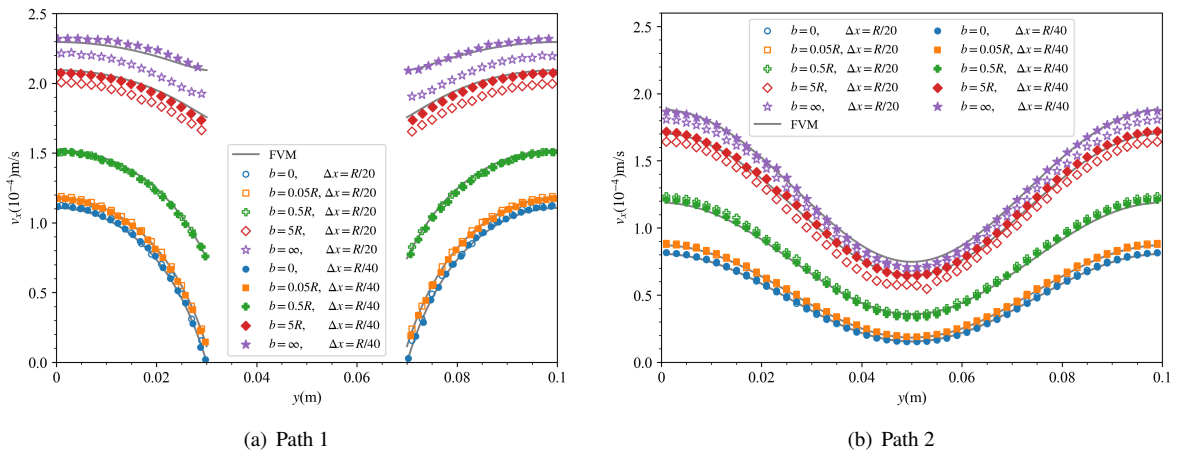 2.5
2.0
1.5
1.0
0.5
0.0
v_x(10^{-4})m/s
0 0.02 0.04 0.06 0.08 0.1
y(m)
FVM
b=0, Δx=R/20
b=0.05R, Δx=R/20
b=0.5R, Δx=R/20
b=5R, Δx=R/20
b=∞, Δx=R/20
b=0, Δx=R/40
b=0.05R, Δx=R/40
b=0.5R, Δx=R/40
b=5R, Δx=R/40
b=∞, Δx=R/40
(a) Path 1
2.5
2.0
1.5
1.0
0.5
0.0
v_x(10^{-4})m/s
0 0.02 0.04 0.06 0.08 0.1
y(m)
b=0, Δx=R/20 b=0, Δx=R/40
b=0.05R, Δx=R/20 b=0.05R, Δx=R/40
b=0.5R, Δx=R/20 b=0.5R, Δx=R/40
b=5R, Δx=R/20 b=5R, Δx=R/40
b=∞, Δx=R/20 b=∞, Δx=R/40
FVM
(b) Path 2